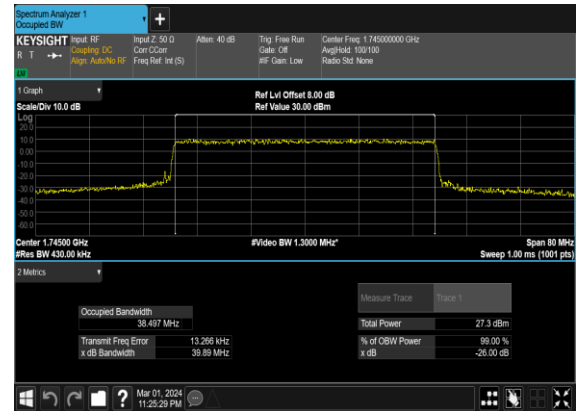 Spectrum Analyzer 1
Occupied BW
+
KEYSIGHT
R T
LXI
Input: RF
Coupling: DC
Align: Auto/No RF
Input Z: 50 Ω
Corr CCorr
Freq Ref: Int (S)
Atten: 40 dB
Trig: Free Run
Gate: Off
#IF Gain: Low
Center Freq: 1.745000000 GHz
Avg|Hold: 100/100
Radio Std: None
1 Graph
Scale/Div 10.0 dB
Ref Lvl Offset 8.00 dB
Ref Value 30.00 dBm
Log
20.0
10.0
0.00
-10.0
-20.0
-30.0
-40.0
-50.0
-60.0
Center 1.74500 GHz
#Res BW 430.00 kHz
#Video BW 1.3000 MHz*
Span 80 MHz
Sweep 1.00 ms (1001 pts)
2 Metrics
Measure Trace Trace 1
Occupied Bandwidth
38.497 MHz
Total Power 27.3 dBm
Transmit Freq Error 13.266 kHz
% of OBW Power 99.00 %
x dB Bandwidth 39.89 MHz
x dB -26.00 dB
?
Mar 01, 2024
11:25:29 PM